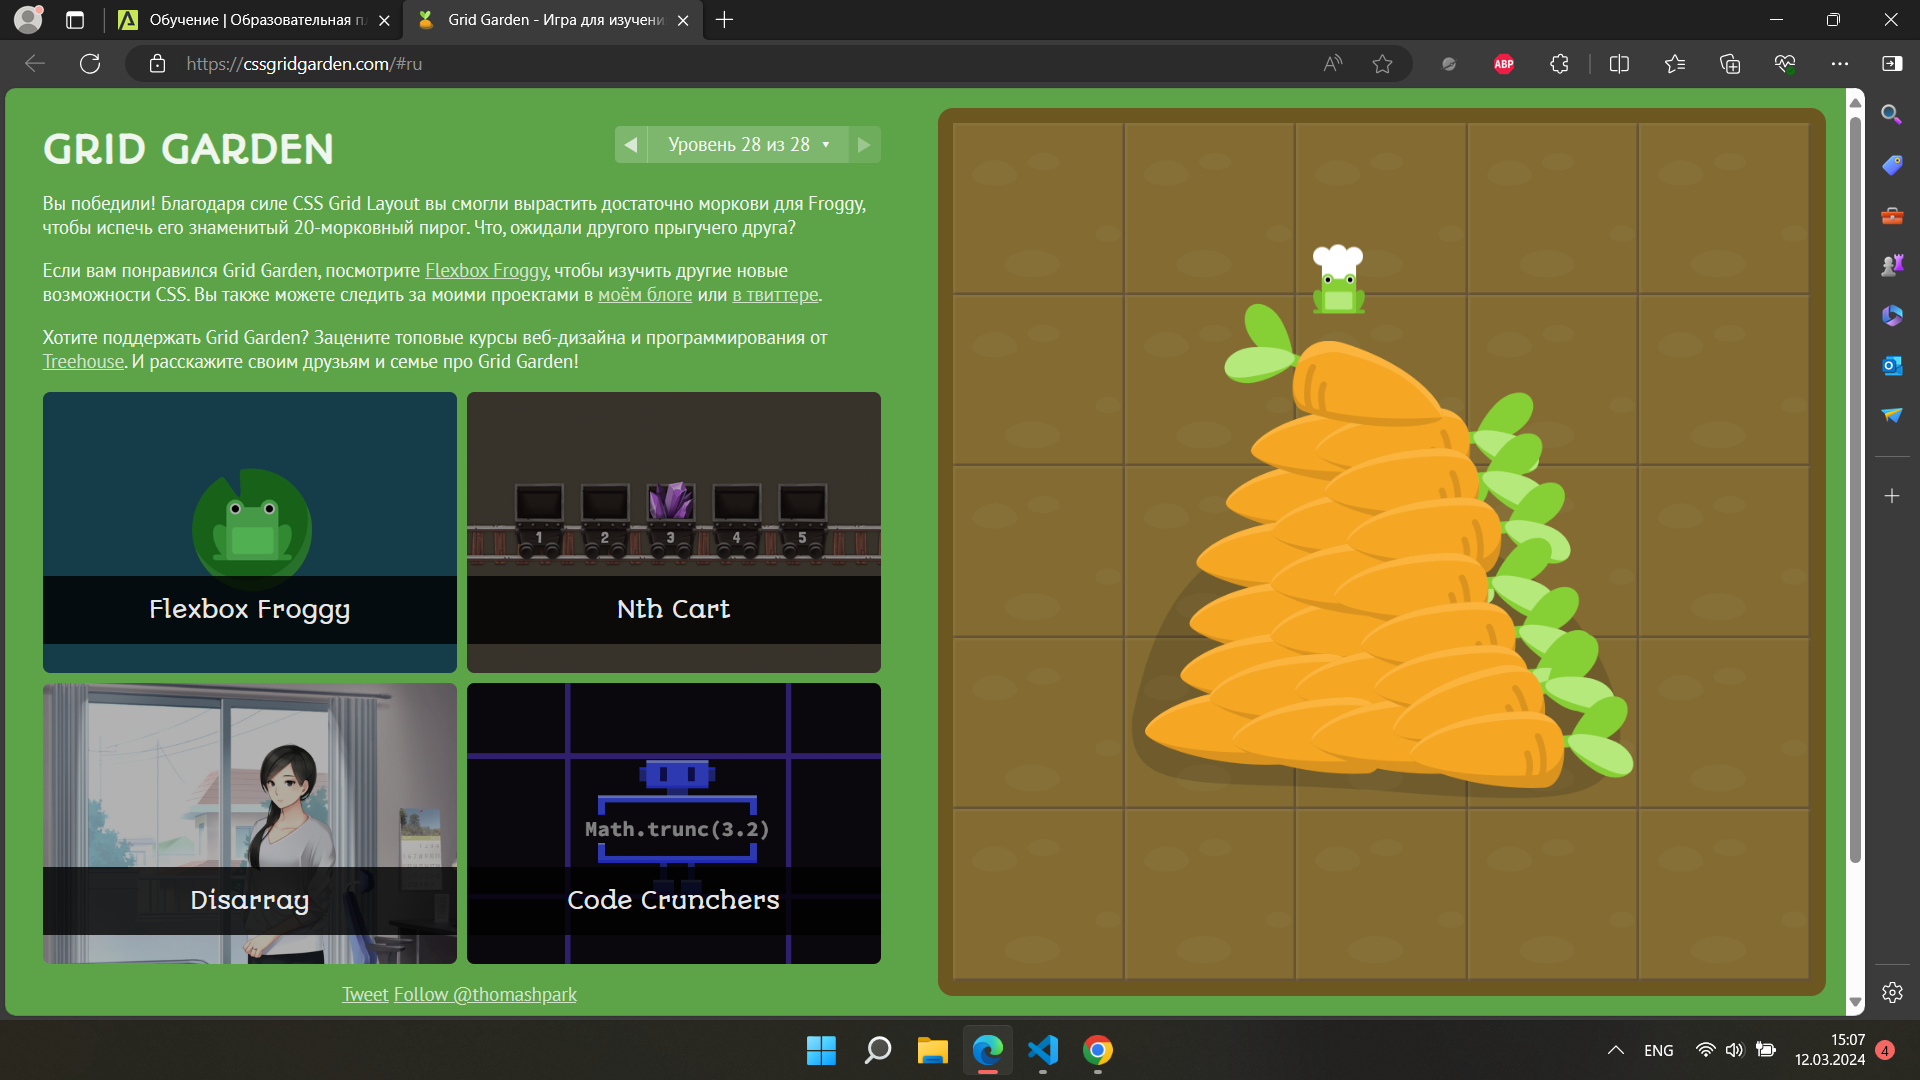 Обучение | Образовательная п
Grid Garden - Игра для изучени
https://cssgridgarden.com/#ru
ABP
GRID GARDEN
Уровень 28 из 28
Вы победили! Благодаря силе CSS Grid Layout вы смогли вырастить достаточно моркови для Froggy,
чтобы испечь его знаменитый 20-морковный пирог. Что, ожидали другого прыгучего друга?
Если вам понравился Grid Garden, посмотрите Flexbox Froggy, чтобы изучить другие новые
возможности CSS. Вы также можете следить за моими проектами в моём блоге или в твиттере.
Хотите поддержать Grid Garden? Зацените топовые курсы веб-дизайна и программирования от
Treehouse. И расскажите своим друзьям и семье про Grid Garden!
1 2 3 4 5
Flexbox Froggy
Nth Cart
Math.trunc(3.2)
Disarray
Code Crunchers
Tweet Follow @thomashpark
ENG
15:07
12.03.2024
4